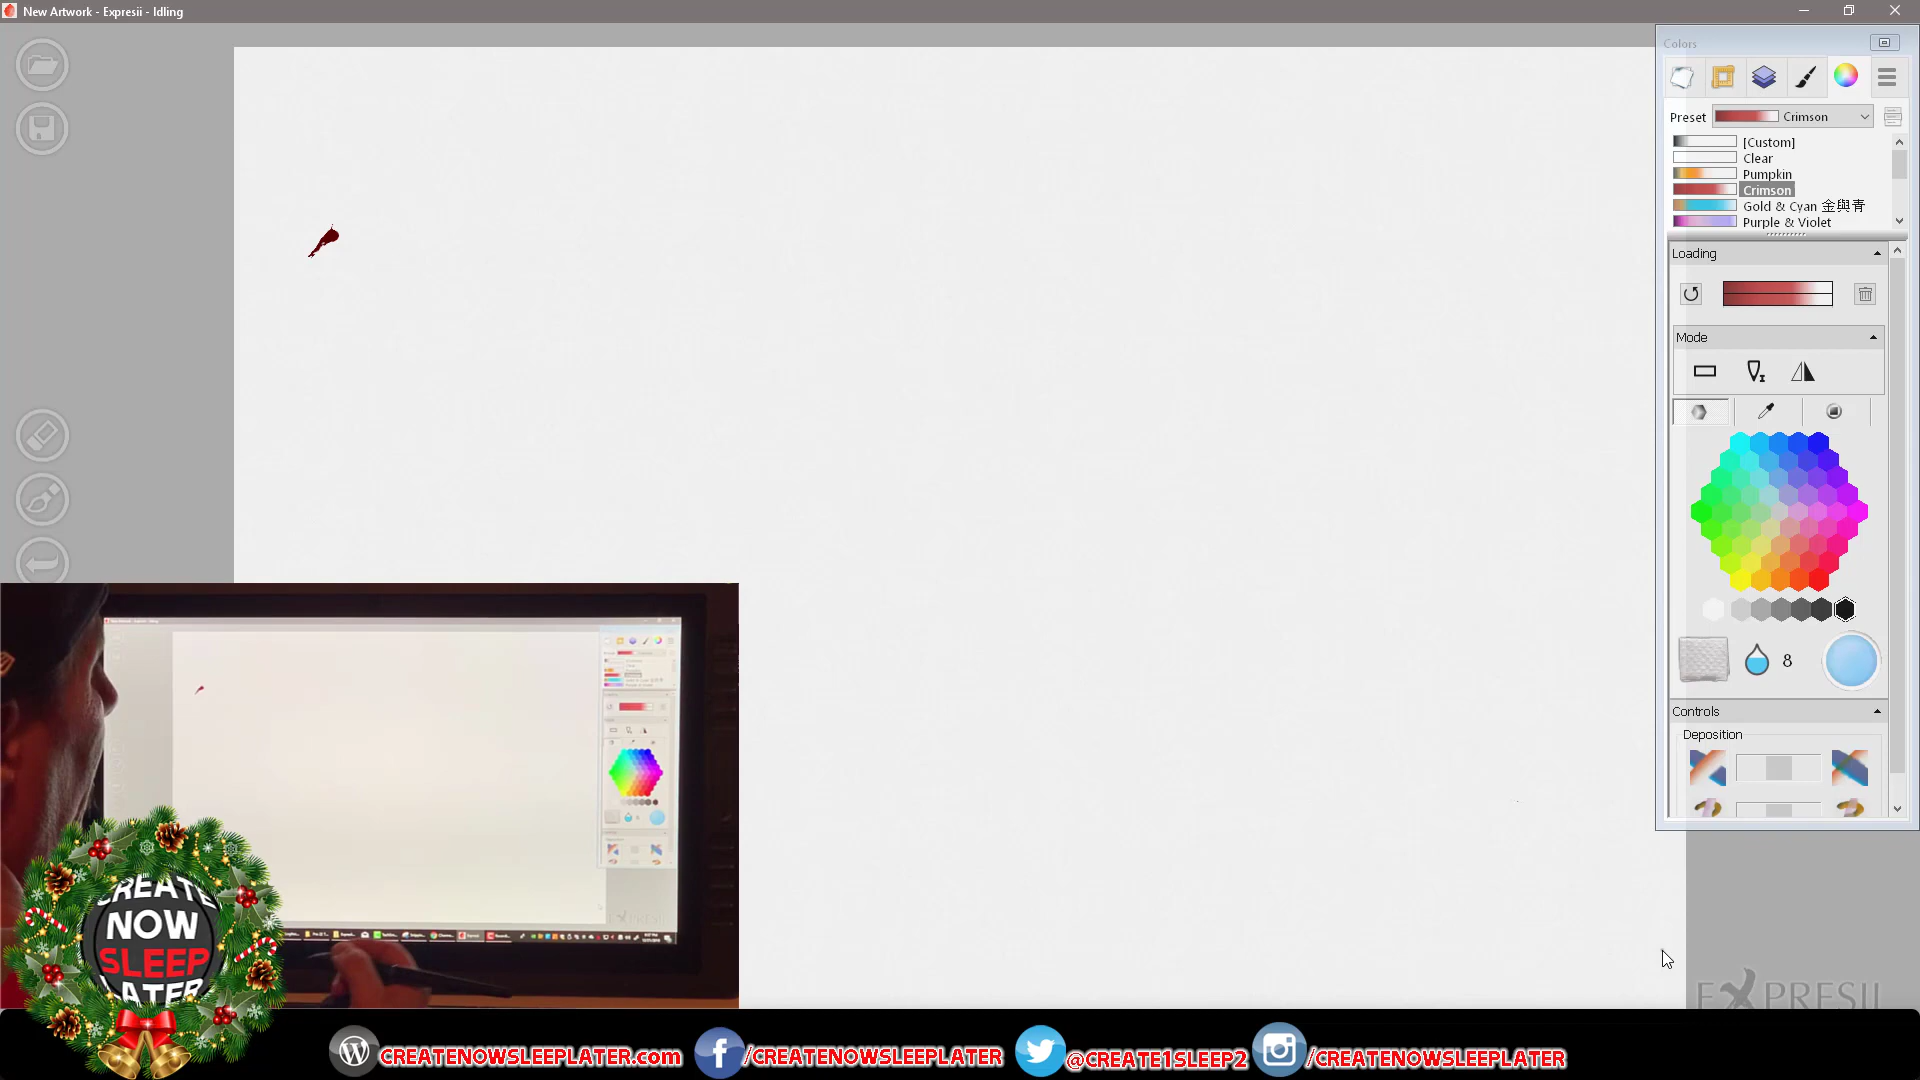 New Artwork - Expresii - Idling
Colors
Preset
Crimson
[Custom]
Clear
Pumpkin
Crimson
Gold & Cyan 金與青
Purple & Violet
Loading
Mode
8
Controls
Deposition
EXPRESII
CREATE
NOW
SLEEP
LATER
CREATENOWSLEEPLATER.com
/CREATENOWSLEEPLATER
@CREATE1SLEEP2
/CREATENOWSLEEPLATER